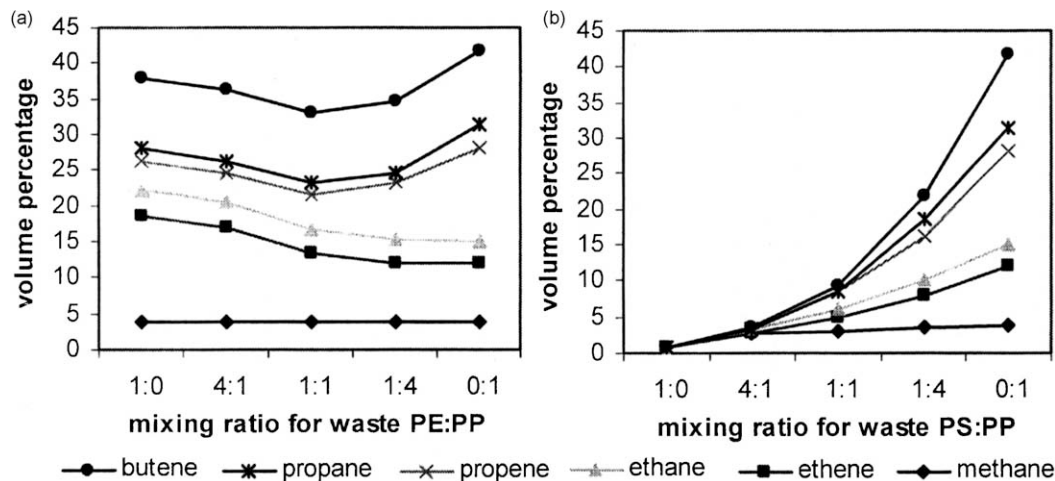 (a)
volume percentage
45
40
35
30
25
20
15
10
5
0
1:0 4:1 1:1 1:4 0:1
mixing ratio for waste PE:PP
(b)
volume percentage
45
40
35
30
25
20
15
10
5
0
1:0 4:1 1:1 1:4 0:1
mixing ratio for waste PS:PP
butene propane propene ethane ethene methane